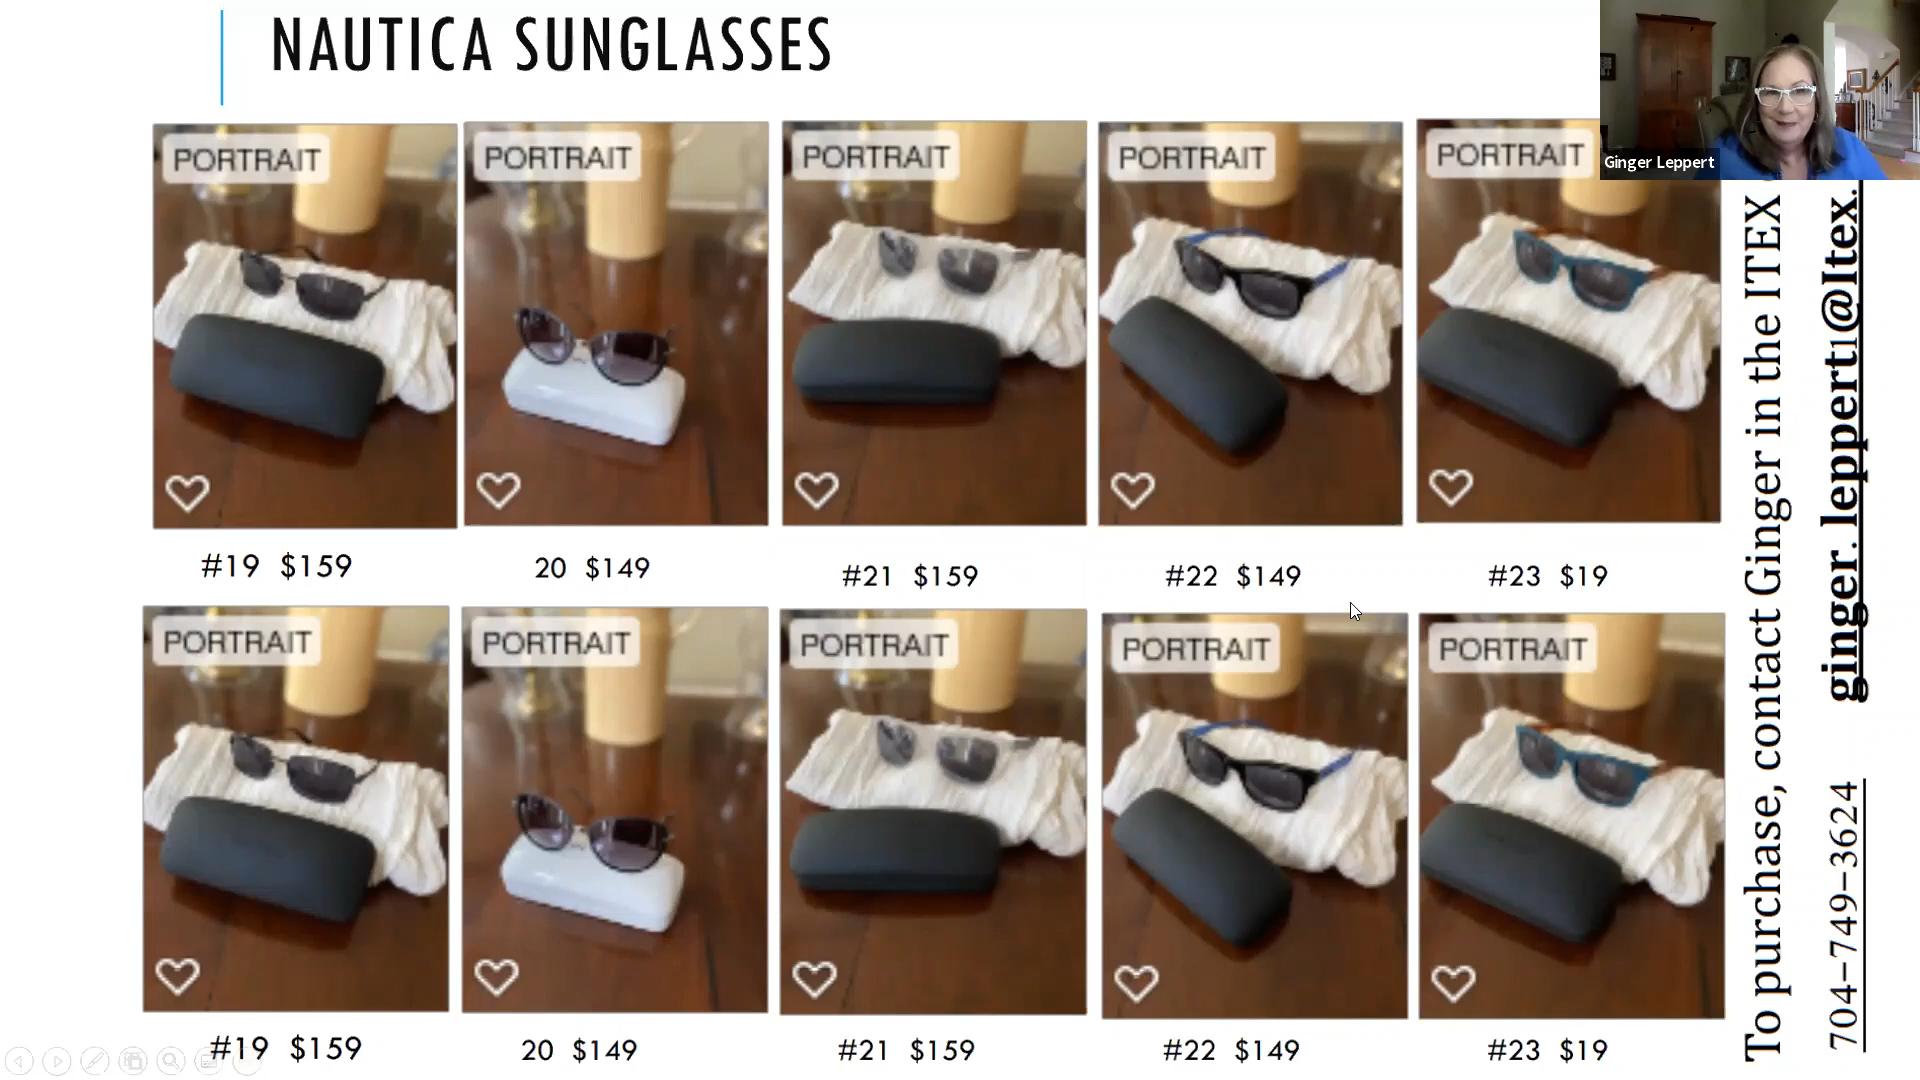 NAUTICA SUNGLASSES
Ginger Leppert
PORTRAIT
PORTRAIT
PORTRAIT
PORTRAIT
PORTRAIT
#19 $159
20 $149
#21 $159
#22 $149
#23 $19
PORTRAIT
PORTRAIT
PORTRAIT
PORTRAIT
PORTRAIT
#19 $159
20 $149
#21 $159
#22 $149
#23 $19
To purchase, contact Ginger in the ITEX
ginger.leppert1@Itex.
704-749-3624